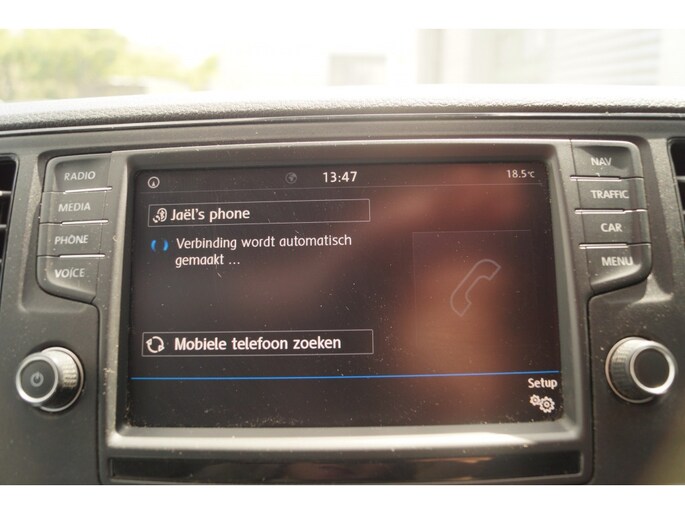 13:47
18.5°C
RADIO
MEDIA
PHONE
VOICE
Jaël's phone
Verbinding wordt automatisch
gemaakt ...
Mobiele telefoon zoeken
Setup
NAV
TRAFFIC
CAR
MENU